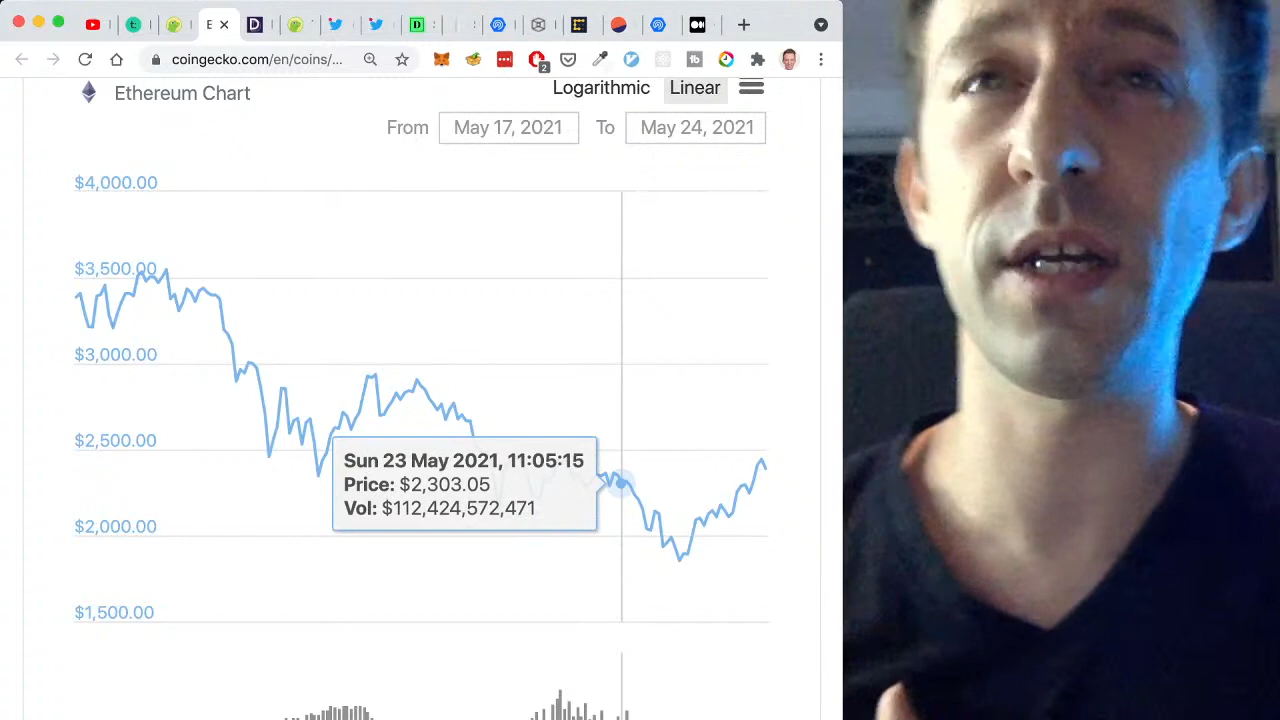 E
coingecko.com/en/coins/...
2
Ethereum Chart
Logarithmic
Linear
From
May 17, 2021
To
May 24, 2021
$4,000.00
$3,500.00
$3,000.00
$2,500.00
$2,000.00
$1,500.00
Sun 23 May 2021, 11:05:15
Price: $2,303.05
Vol: $112,424,572,471